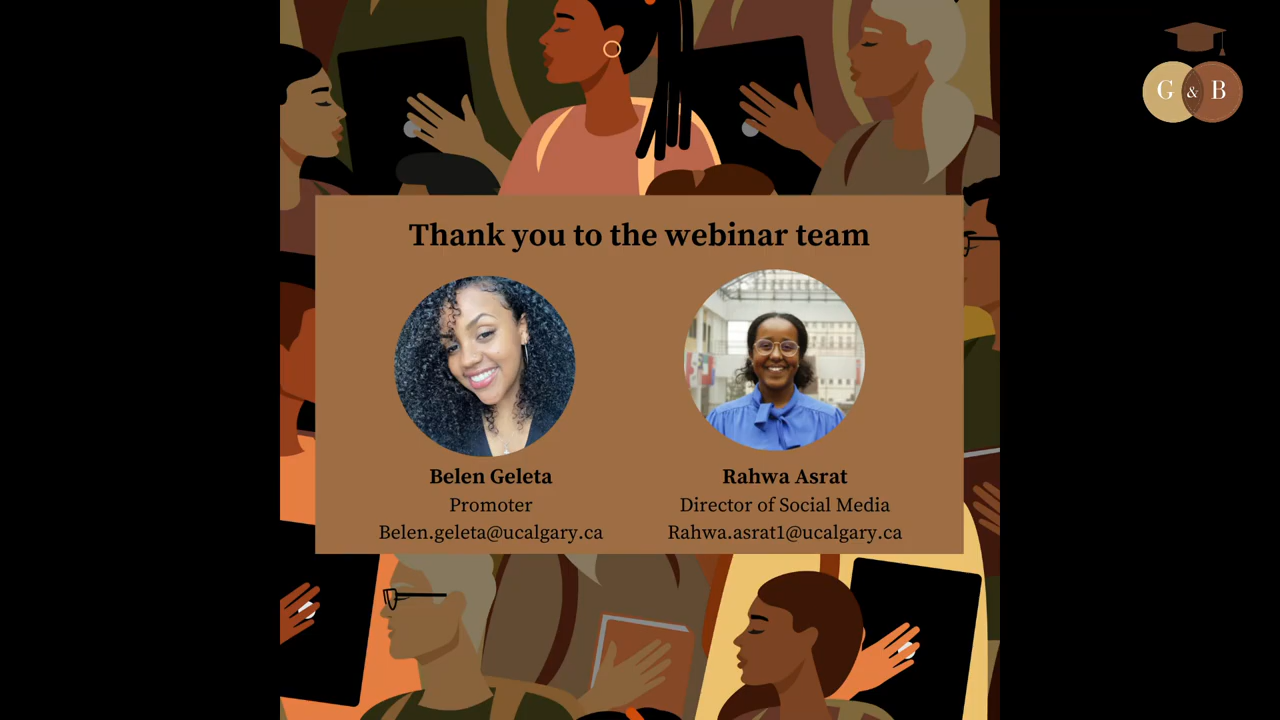 G & B
Thank you to the webinar team
Belen Geleta
Promoter
Belen.geleta@ucalgary.ca
Rahwa Asrat
Director of Social Media
Rahwa.asrat1@ucalgary.ca